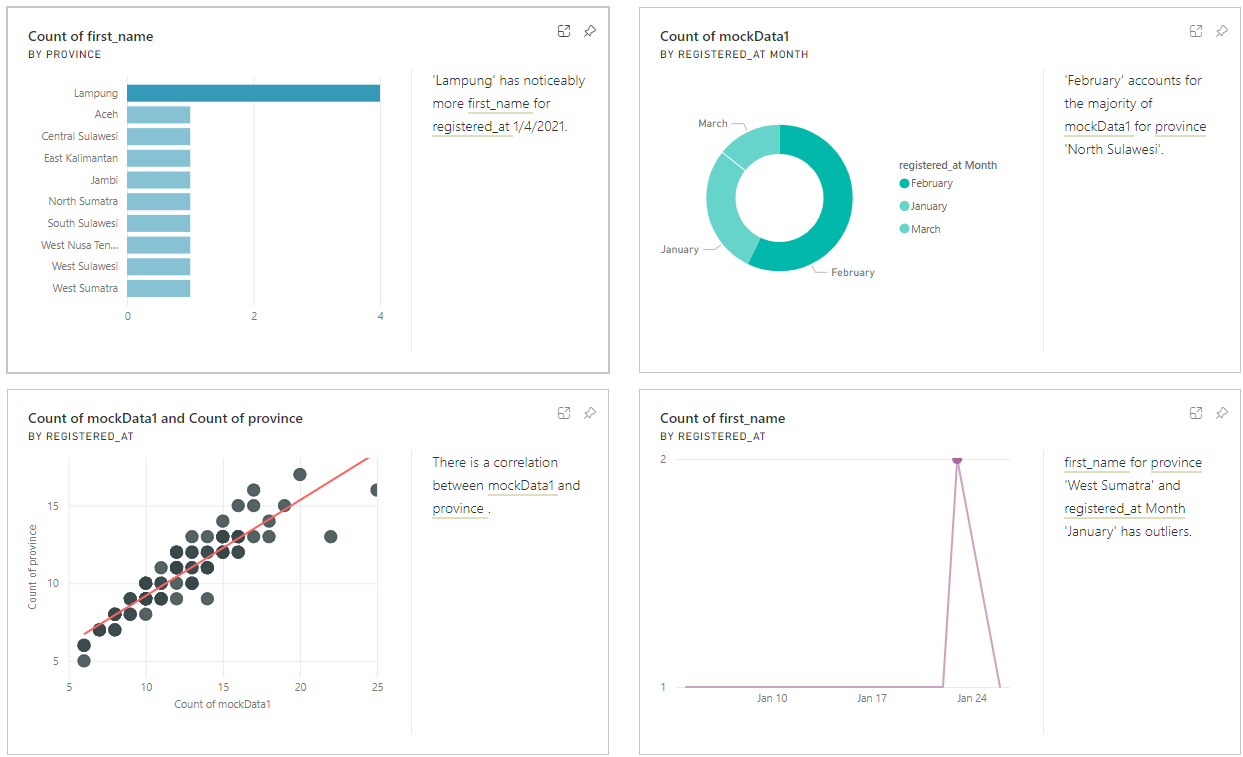 Count of first_name
BY PROVINCE
Lampung
Aceh
Central Sulawesi
East Kalimantan
Jambi
North Sumatra
South Sulawesi
West Nusa Ten...
West Sulawesi
West Sumatra
0 2 4
'Lampung' has noticeably
more first_name for
registered_at 1/4/2021.
Count of mockData1
BY REGISTERED_AT MONTH
March
January
February
registered_at Month
February
January
March
'February' accounts for
the majority of
mockData1 for province
'North Sulawesi'.
Count of mockData1 and Count of province
BY REGISTERED_AT
Count of province
15
10
5
5 10 15 20 25
Count of mockData1
There is a correlation
between mockData1 and
province .
Count of first_name
BY REGISTERED_AT
2
1
Jan 10 Jan 17 Jan 24
first_name for province
'West Sumatra' and
registered_at Month
'January' has outliers.